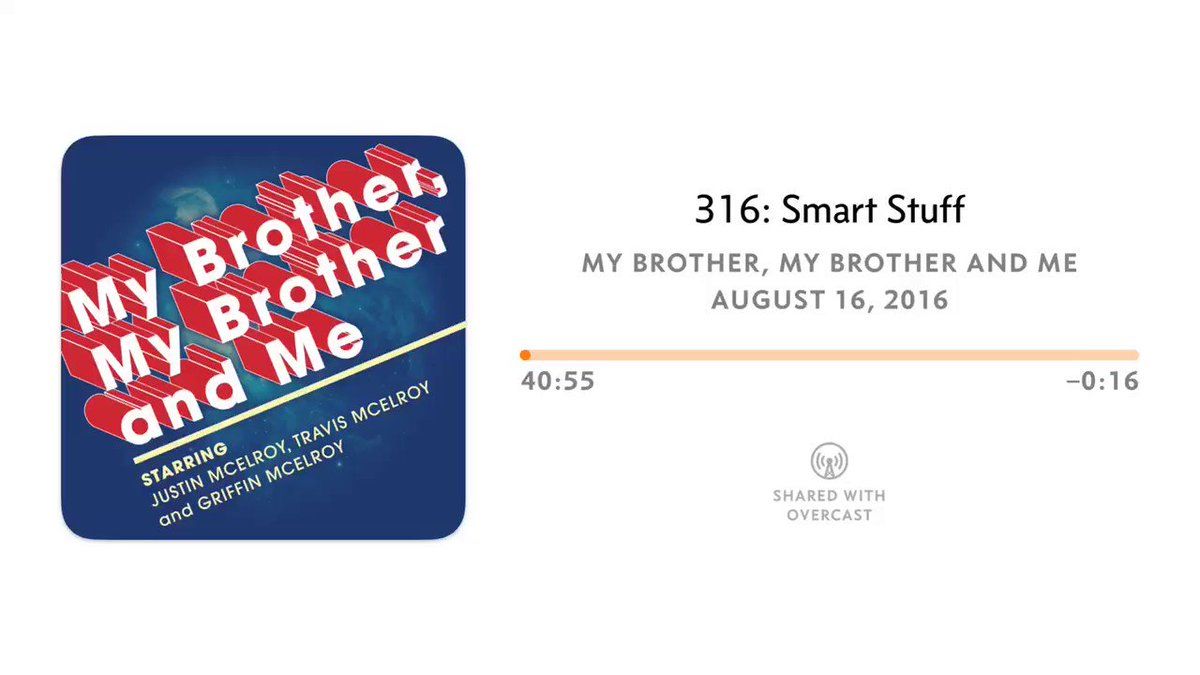 My Brother,
My Brother
and Me
STARRING
JUSTIN MCELROY, TRAVIS MCELROY
and GRIFFIN MCELROY
316: Smart Stuff
MY BROTHER, MY BROTHER AND ME
AUGUST 16, 2016
40:55
–0:16
SHARED WITH
OVERCAST